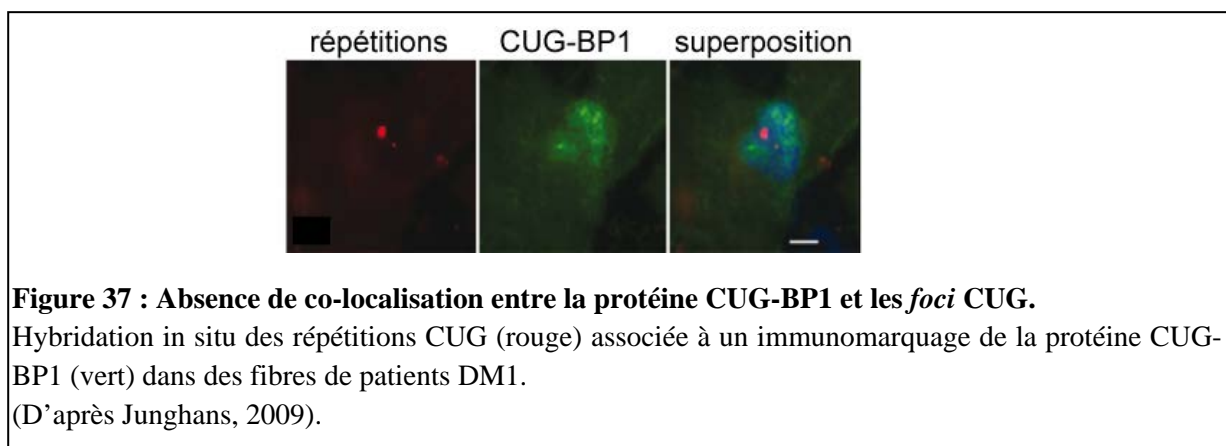 répétitions CUG-BP1 superposition
Figure 37 : Absence de co-localisation entre la protéine CUG-BP1 et les foci CUG.
Hybridation in situ des répétitions CUG (rouge) associée à un immunomarquage de la protéine CUG-
BP1 (vert) dans des fibres de patients DM1.
(D’après Junghans, 2009).